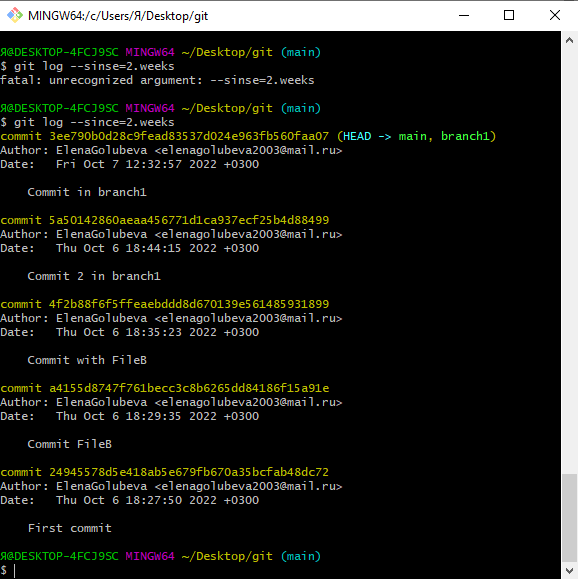 MINGW64:/c/Users/Я/Desktop/git
Я@DESKTOP-4FCJ9SC MINGW64 ~/Desktop/git (main)
$ git log --sinse=2.weeks
fatal: unrecognized argument: --sinse=2.weeks
Я@DESKTOP-4FCJ9SC MINGW64 ~/Desktop/git (main)
$ git log --since=2.weeks
commit 3ee790b0d28c9fead83537d024e963fb560faa07 (HEAD -> main, branch1)
Author: ElenaGolubeva <elenagolubeva2003@mail.ru>
Date:   Fri Oct 7 12:32:57 2022 +0300
    Commit in branch1
commit 5a50142860aeaa456771d1ca937ecf25b4d88499
Author: ElenaGolubeva <elenagolubeva2003@mail.ru>
Date:   Thu Oct 6 18:44:15 2022 +0300
    Commit 2 in branch1
commit 4f2b88f6f5ffeaebddd8d670139e561485931899
Author: ElenaGolubeva <elenagolubeva2003@mail.ru>
Date:   Thu Oct 6 18:35:23 2022 +0300
    Commit with FileB
commit a4155d8747f761becc3c8b6265dd84186f15a91e
Author: ElenaGolubeva <elenagolubeva2003@mail.ru>
Date:   Thu Oct 6 18:29:35 2022 +0300
    Commit FileB
commit 24945578d5e418ab5e679fb670a35bcfab48dc72
Author: ElenaGolubeva <elenagolubeva2003@mail.ru>
Date:   Thu Oct 6 18:27:50 2022 +0300
    First commit
Я@DESKTOP-4FCJ9SC MINGW64 ~/Desktop/git (main)
$